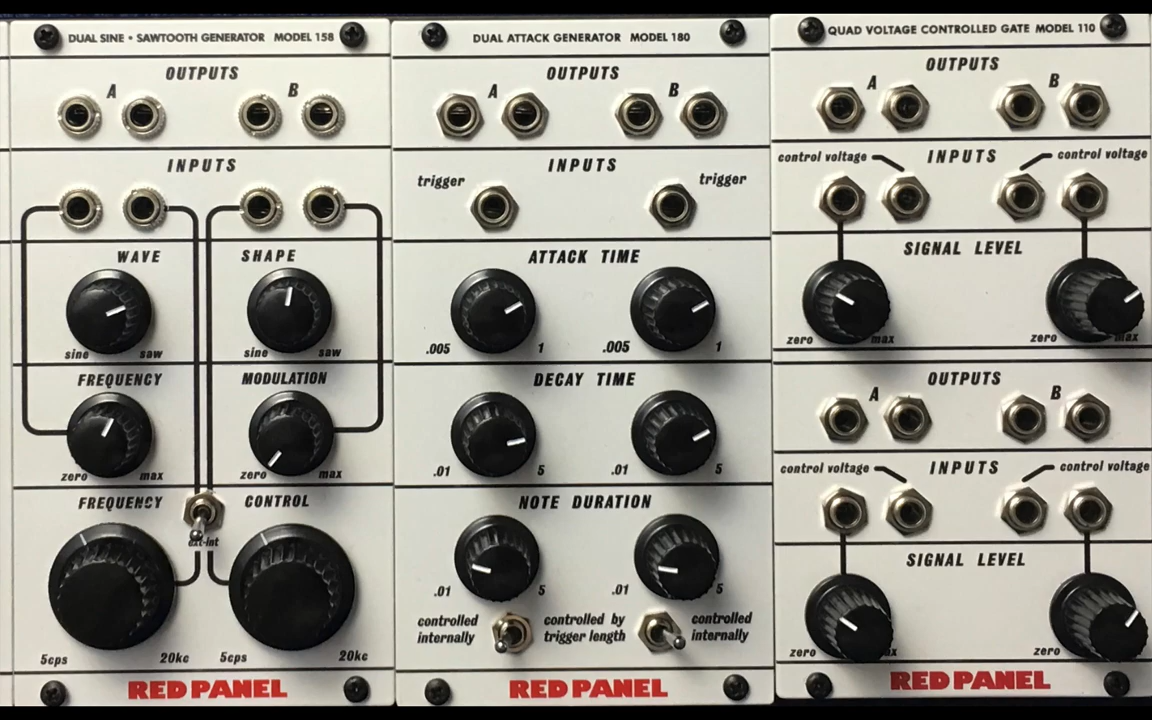 DUAL SINE • SAWTOOTH GENERATOR MODEL 158
OUTPUTS
A B
INPUTS
WAVE SHAPE
sine saw sine saw
FREQUENCY MODULATION
zero max zero max
FREQUENCY CONTROL
ext-int
5cps 20kc 5cps 20kc
RED PANEL
DUAL ATTACK GENERATOR MODEL 180
OUTPUTS
A B
INPUTS
trigger trigger
ATTACK TIME
.005 1 .005 1
DECAY TIME
.01 5 .01 5
NOTE DURATION
.01 5 .01 5
controlled internally
controlled by trigger length
controlled internally
RED PANEL
QUAD VOLTAGE CONTROLLED GATE MODEL 110
OUTPUTS
A B
control voltage INPUTS control voltage
SIGNAL LEVEL
zero max zero max
OUTPUTS
A B
control voltage INPUTS control voltage
SIGNAL LEVEL
zero zero
RED PANEL